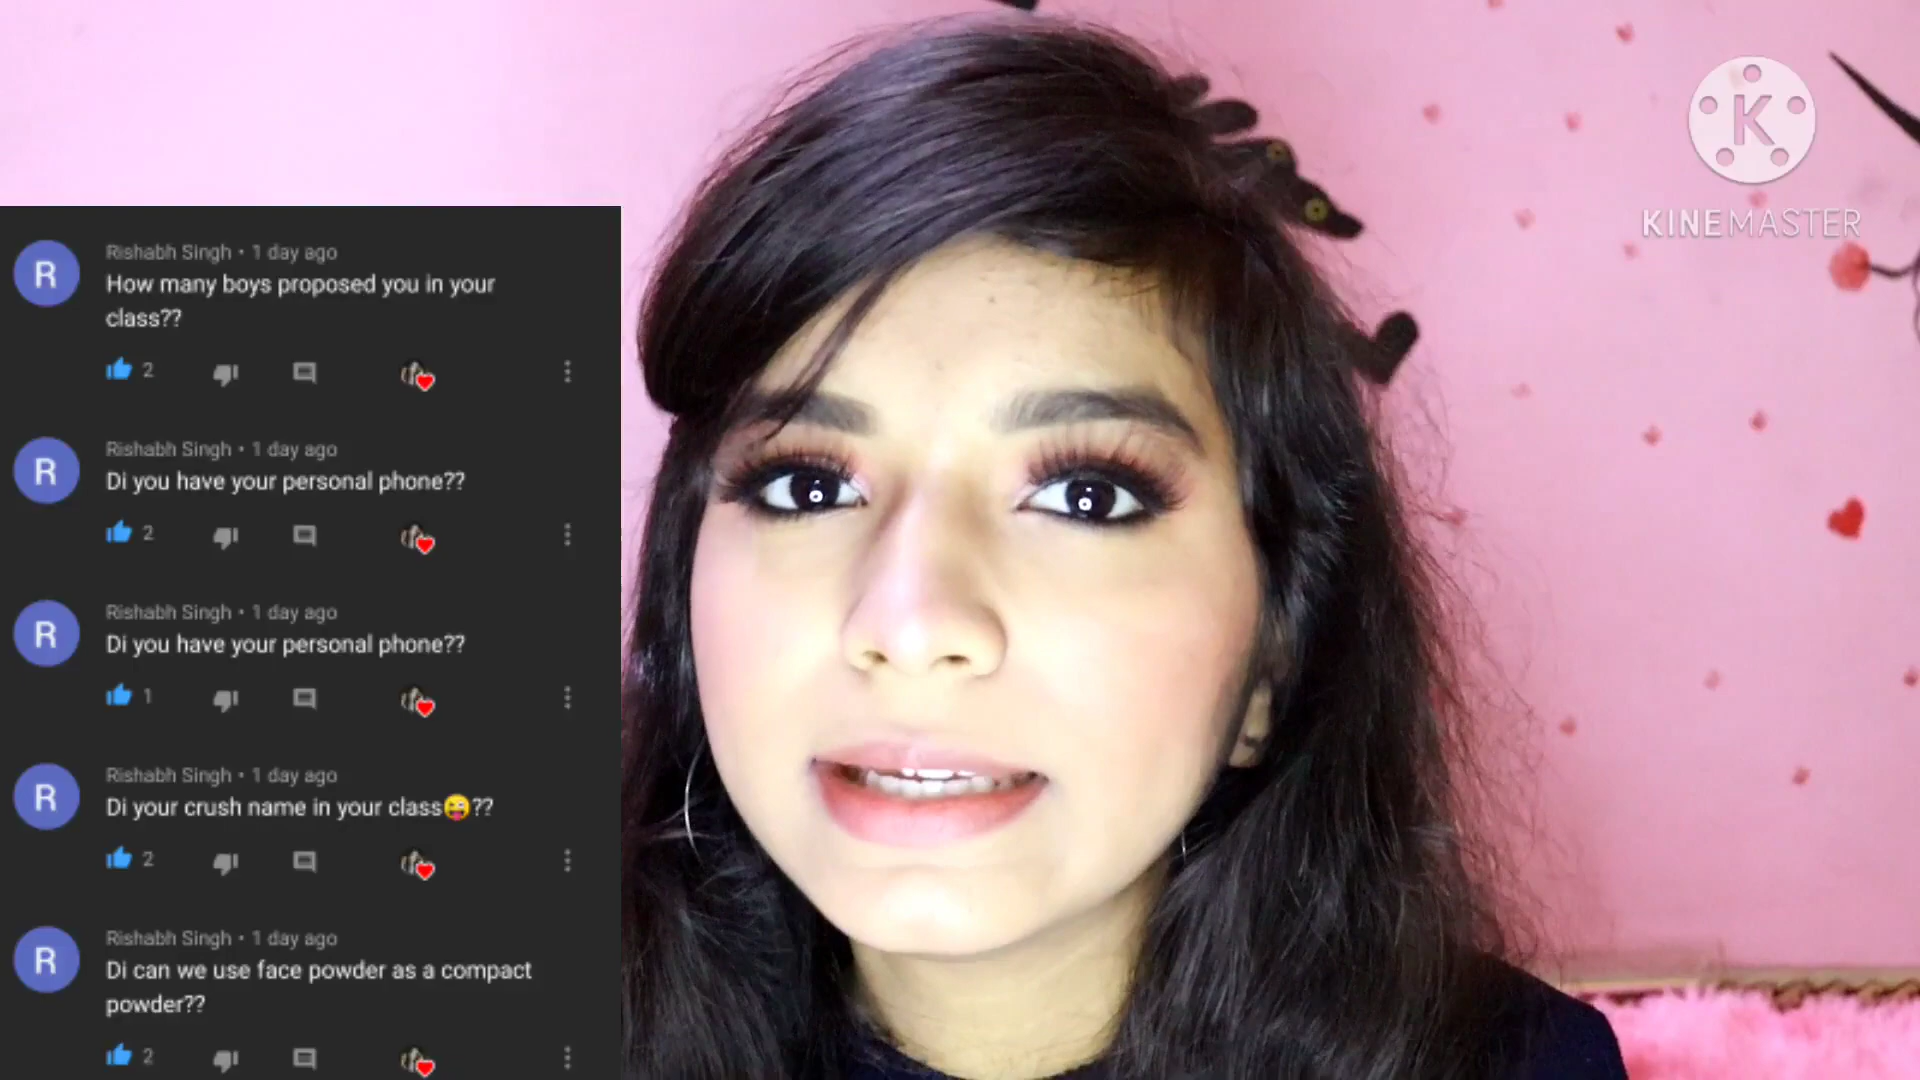 Rishabh Singh • 1 day ago
How many boys proposed you in your
class??
2
Rishabh Singh • 1 day ago
Di you have your personal phone??
2
Rishabh Singh • 1 day ago
Di you have your personal phone??
1
Rishabh Singh • 1 day ago
Di your crush name in your class😜??
2
Rishabh Singh • 1 day ago
Di can we use face powder as a compact
powder??
2
R
R
R
R
R
K
KINEMASTER